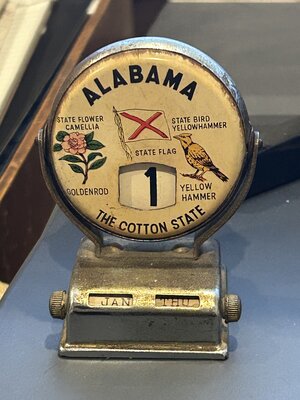 ALABAMA
STATE FLOWER
CAMELLIA
STATE BIRD
YELLOWHAMMER
STATE FLAG
GOLDENROD
1
YELLOW
HAMMER
THE COTTON STATE
JAN THU